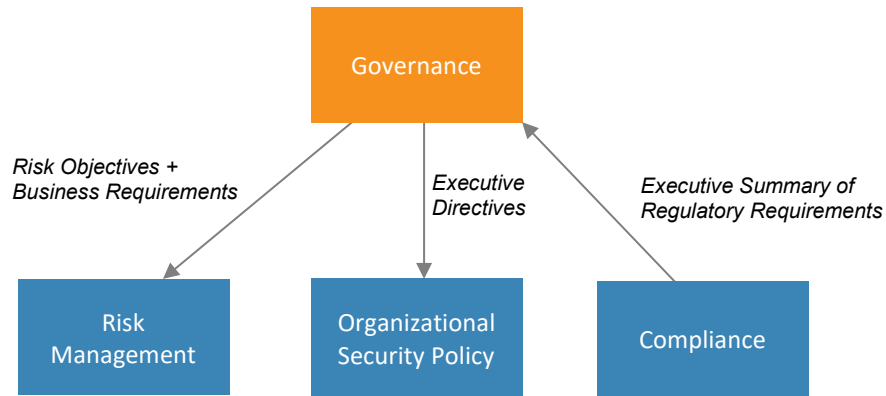 Governance
Risk Objectives +
Business Requirements
Executive
Directives
Executive Summary of
Regulatory Requirements
Risk
Management
Organizational
Security Policy
Compliance